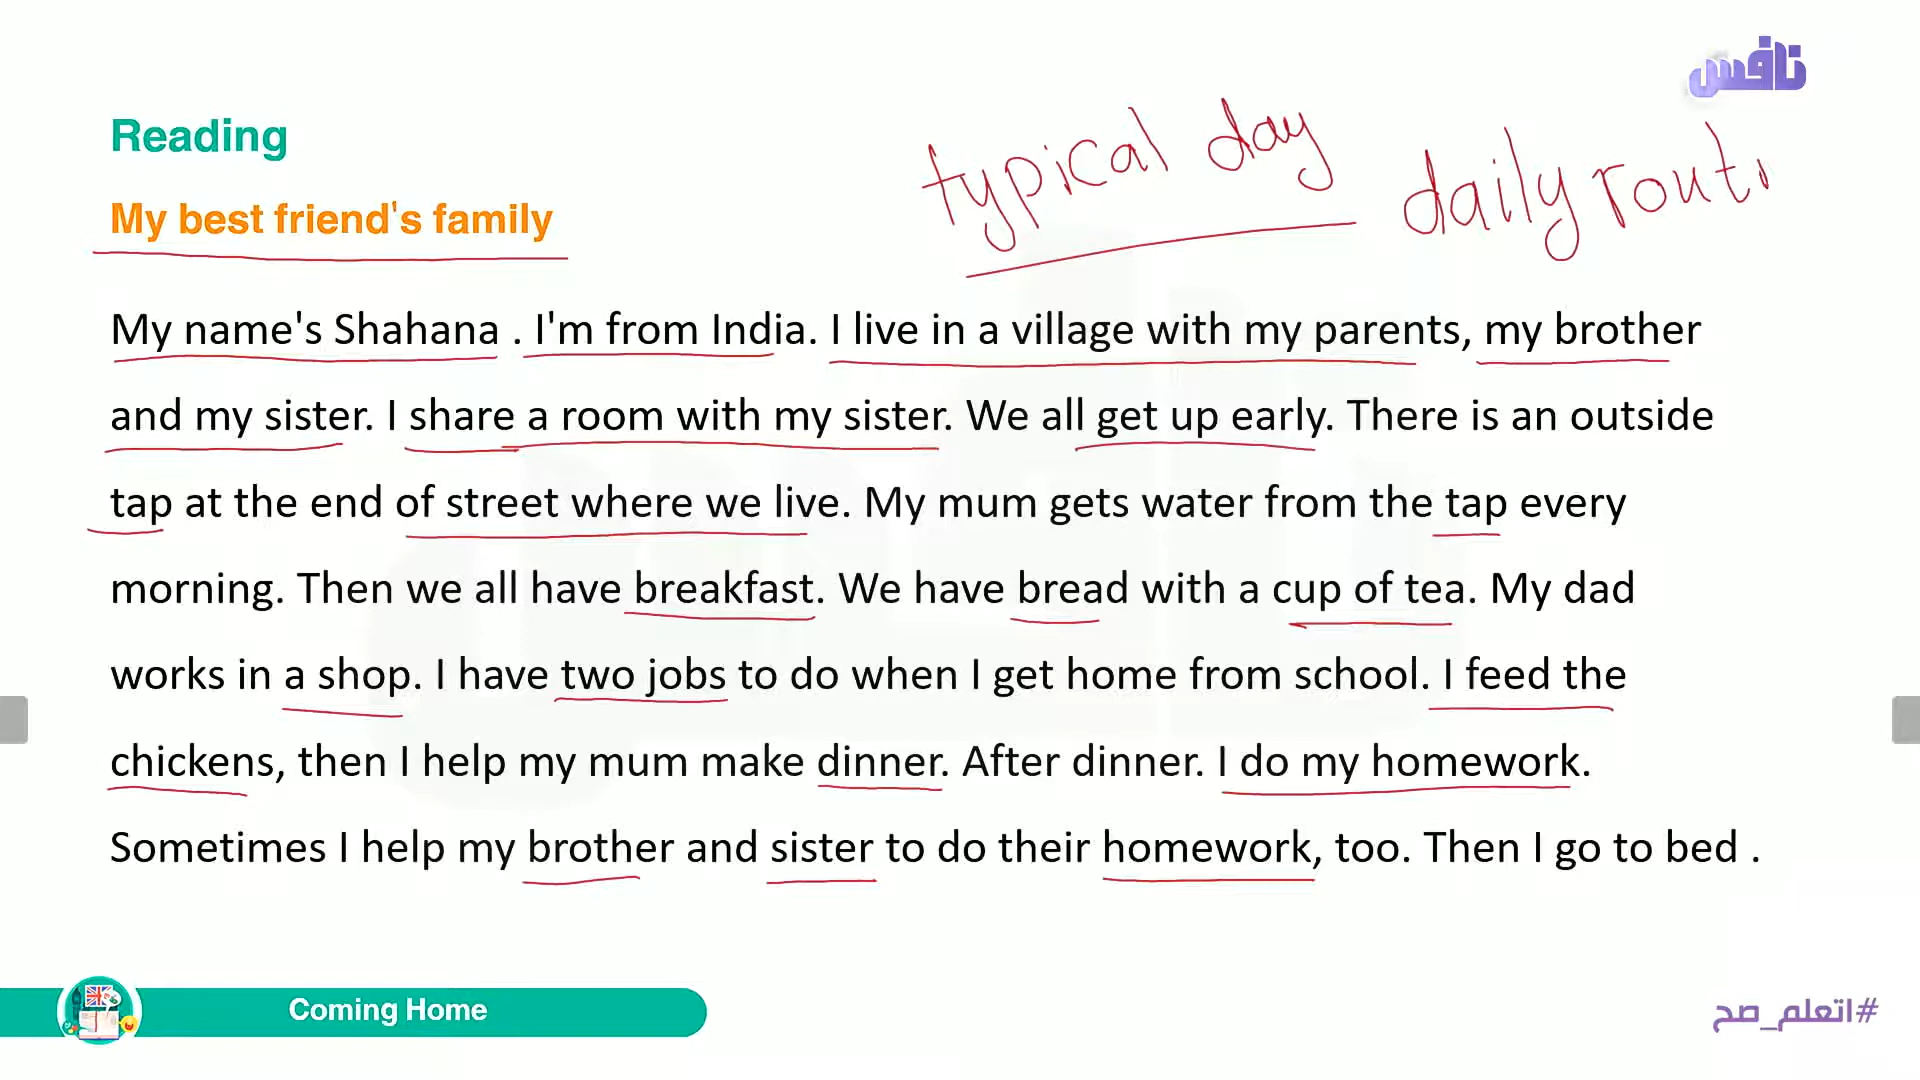 نافس
Reading
typical day
daily routi
My best friend's family
My name's Shahana . I'm from India. I live in a village with my parents, my brother
and my sister. I share a room with my sister. We all get up early. There is an outside
tap at the end of street where we live. My mum gets water from the tap every
morning. Then we all have breakfast. We have bread with a cup of tea. My dad
works in a shop. I have two jobs to do when I get home from school. I feed the
chickens, then I help my mum make dinner. After dinner. I do my homework.
Sometimes I help my brother and sister to do their homework, too. Then I go to bed .
Coming Home
#اتعلم_صح